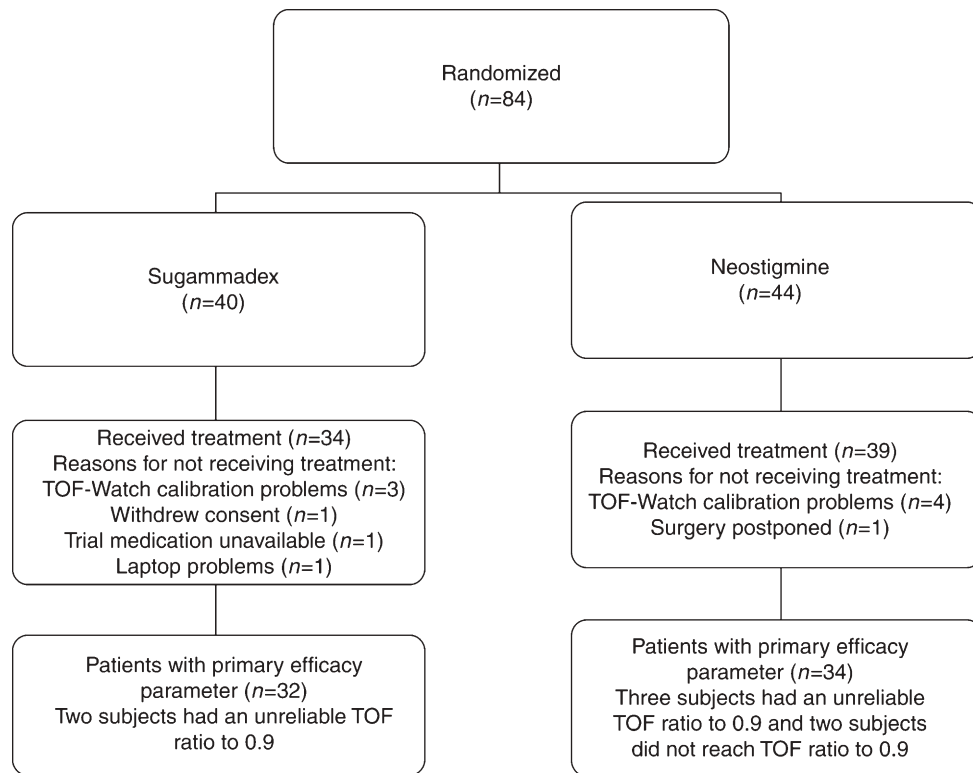 Randomized
(n=84)
Sugammadex
(n=40)
Neostigmine
(n=44)
Received treatment (n=34)
Reasons for not receiving treatment:
TOF-Watch calibration problems (n=3)
Withdrew consent (n=1)
Trial medication unavailable (n=1)
Laptop problems (n=1)
Received treatment (n=39)
Reasons for not receiving treatment:
TOF-Watch calibration problems (n=4)
Surgery postponed (n=1)
Patients with primary efficacy
parameter (n=32)
Two subjects had an unreliable TOF
ratio to 0.9
Patients with primary efficacy
parameter (n=34)
Three subjects had an unreliable
TOF ratio to 0.9 and two subjects
did not reach TOF ratio to 0.9